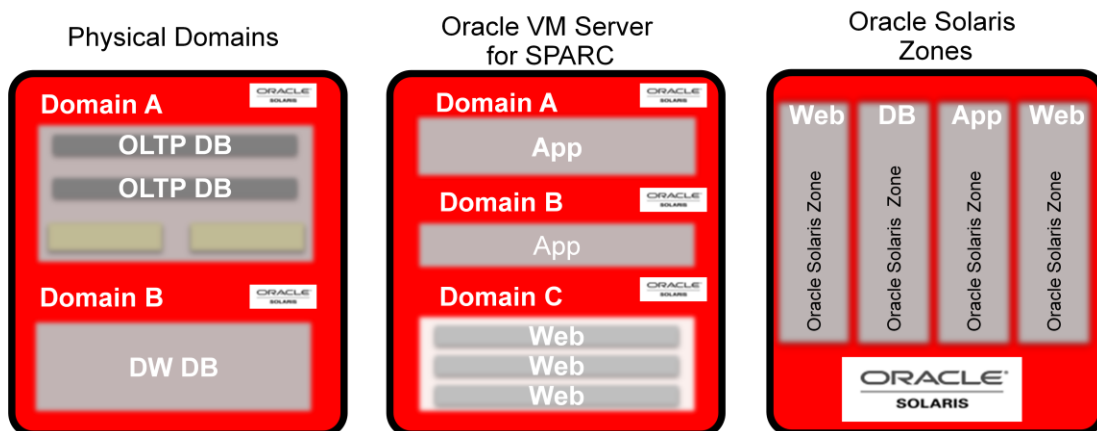 Physical Domains
Domain A
ORACLE
SOLARIS
OLTP DB
OLTP DB
Domain B
ORACLE
SOLARIS
DW DB
Oracle VM Server
for SPARC
Domain A
ORACLE
SOLARIS
App
Domain B
ORACLE
SOLARIS
App
Domain C
ORACLE
SOLARIS
Web
Web
Web
Oracle Solaris
Zones
Web
DB
App
Web
Oracle Solaris Zone
Oracle Solaris Zone
Oracle Solaris Zone
Oracle Solaris Zone
ORACLE®
SOLARIS